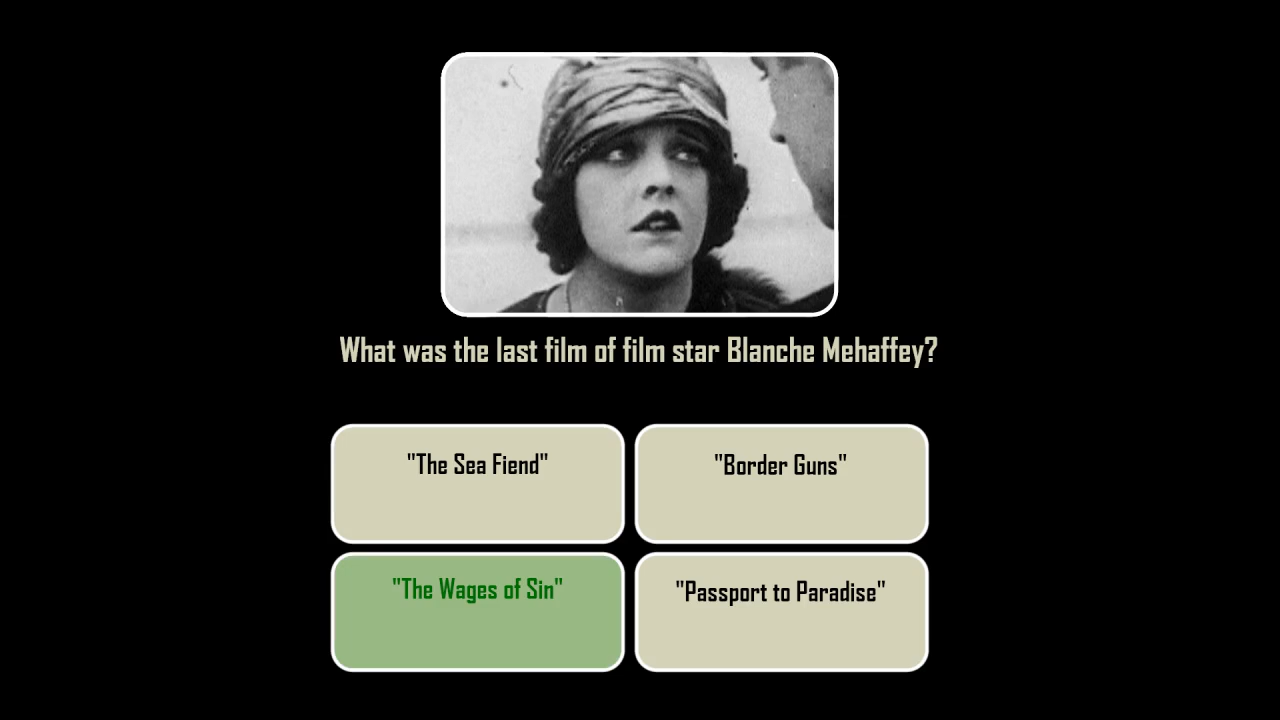 What was the last film of film star Blanche Mehaffey?
"The Sea Fiend"
"Border Guns"
"The Wages of Sin"
"Passport to Paradise"